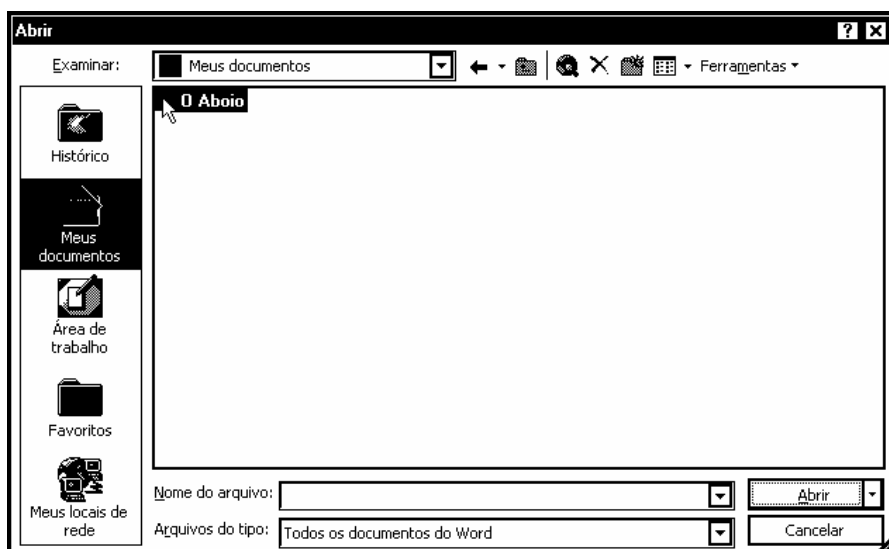 Abrir
Examinar:
Meus documentos
Ferramentas
O Aboio
Histórico
Meus
documentos
Área de
trabalho
Favoritos
Meus locais de
rede
Nome do arquivo:
Abrir
Arquivos do tipo:
Todos os documentos do Word
Cancelar